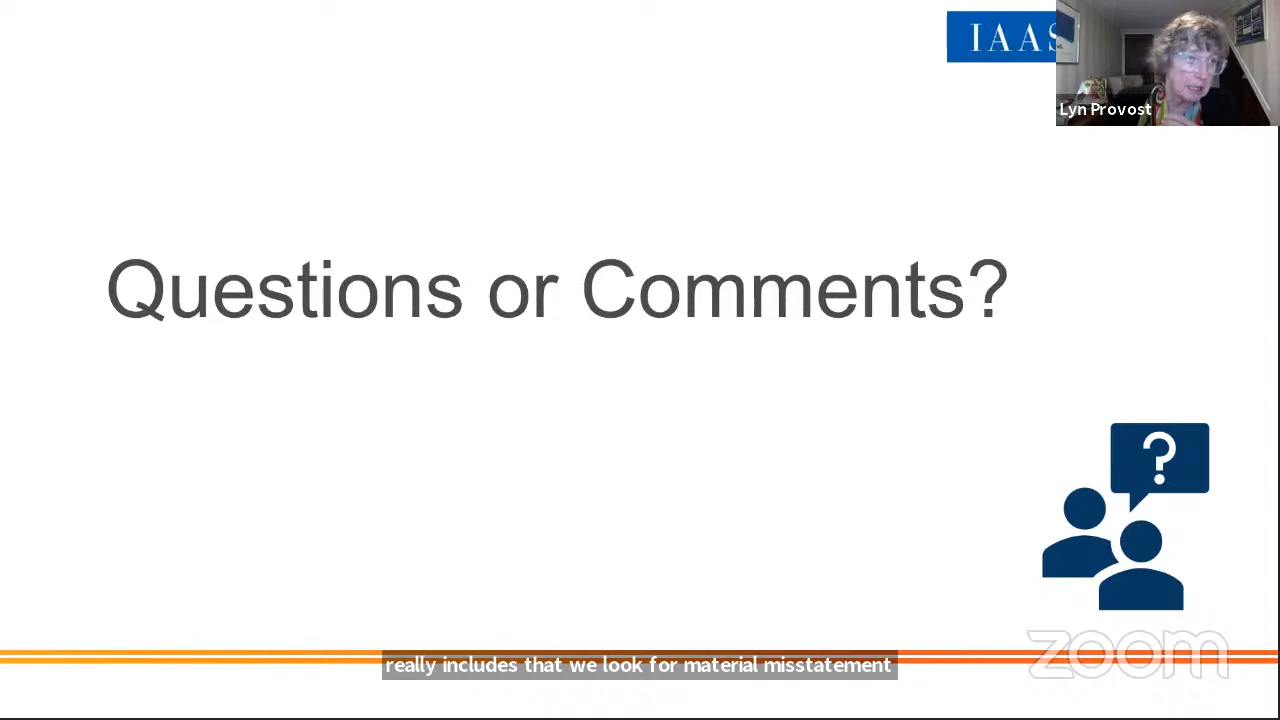 IAAS
Lyn Provost
Questions or Comments?
?
really includes that we look for material misstatement
zoom